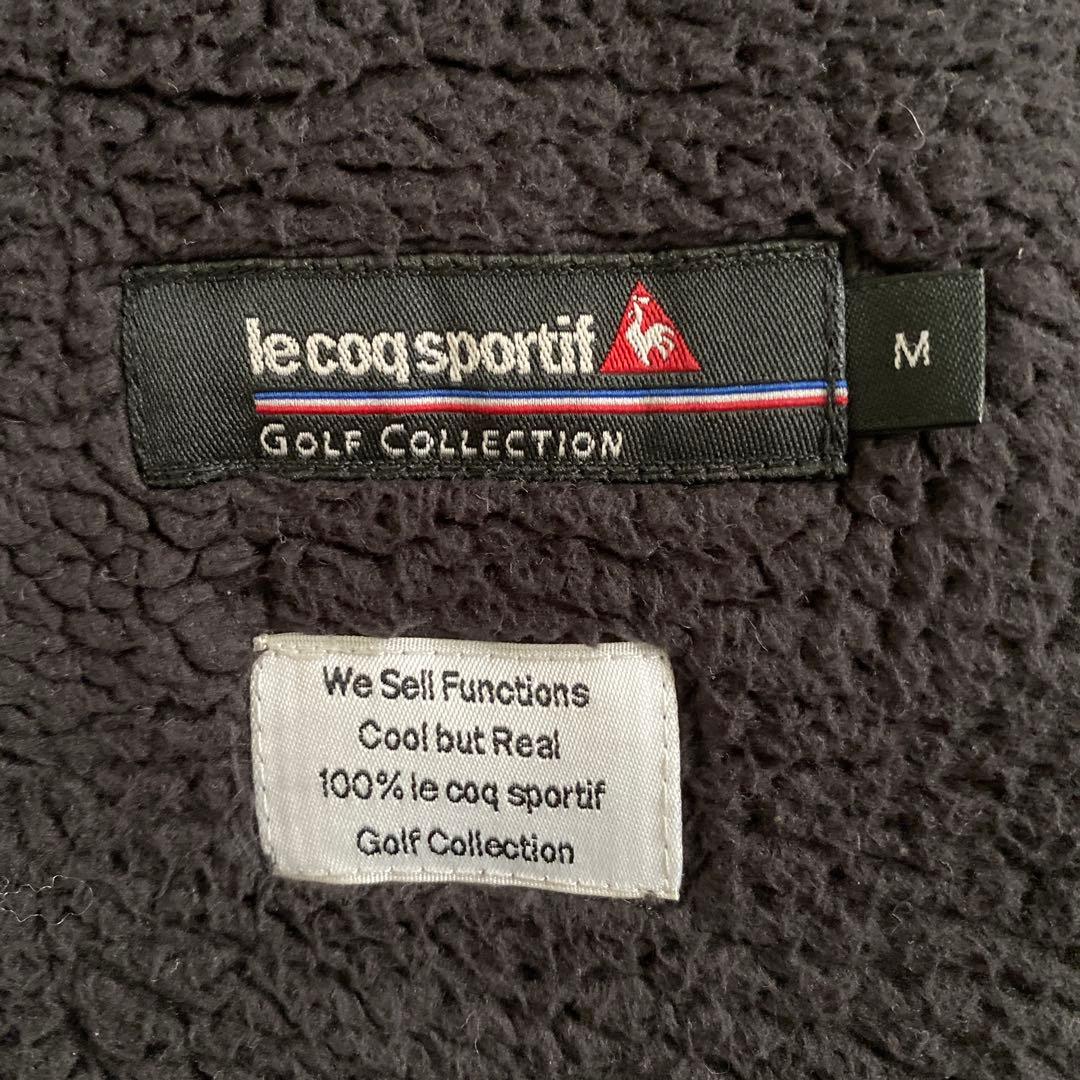 le coq sportif
M
GOLF COLLECTION
We Sell Functions
Cool but Real
100% le coq sportif
Golf Collection